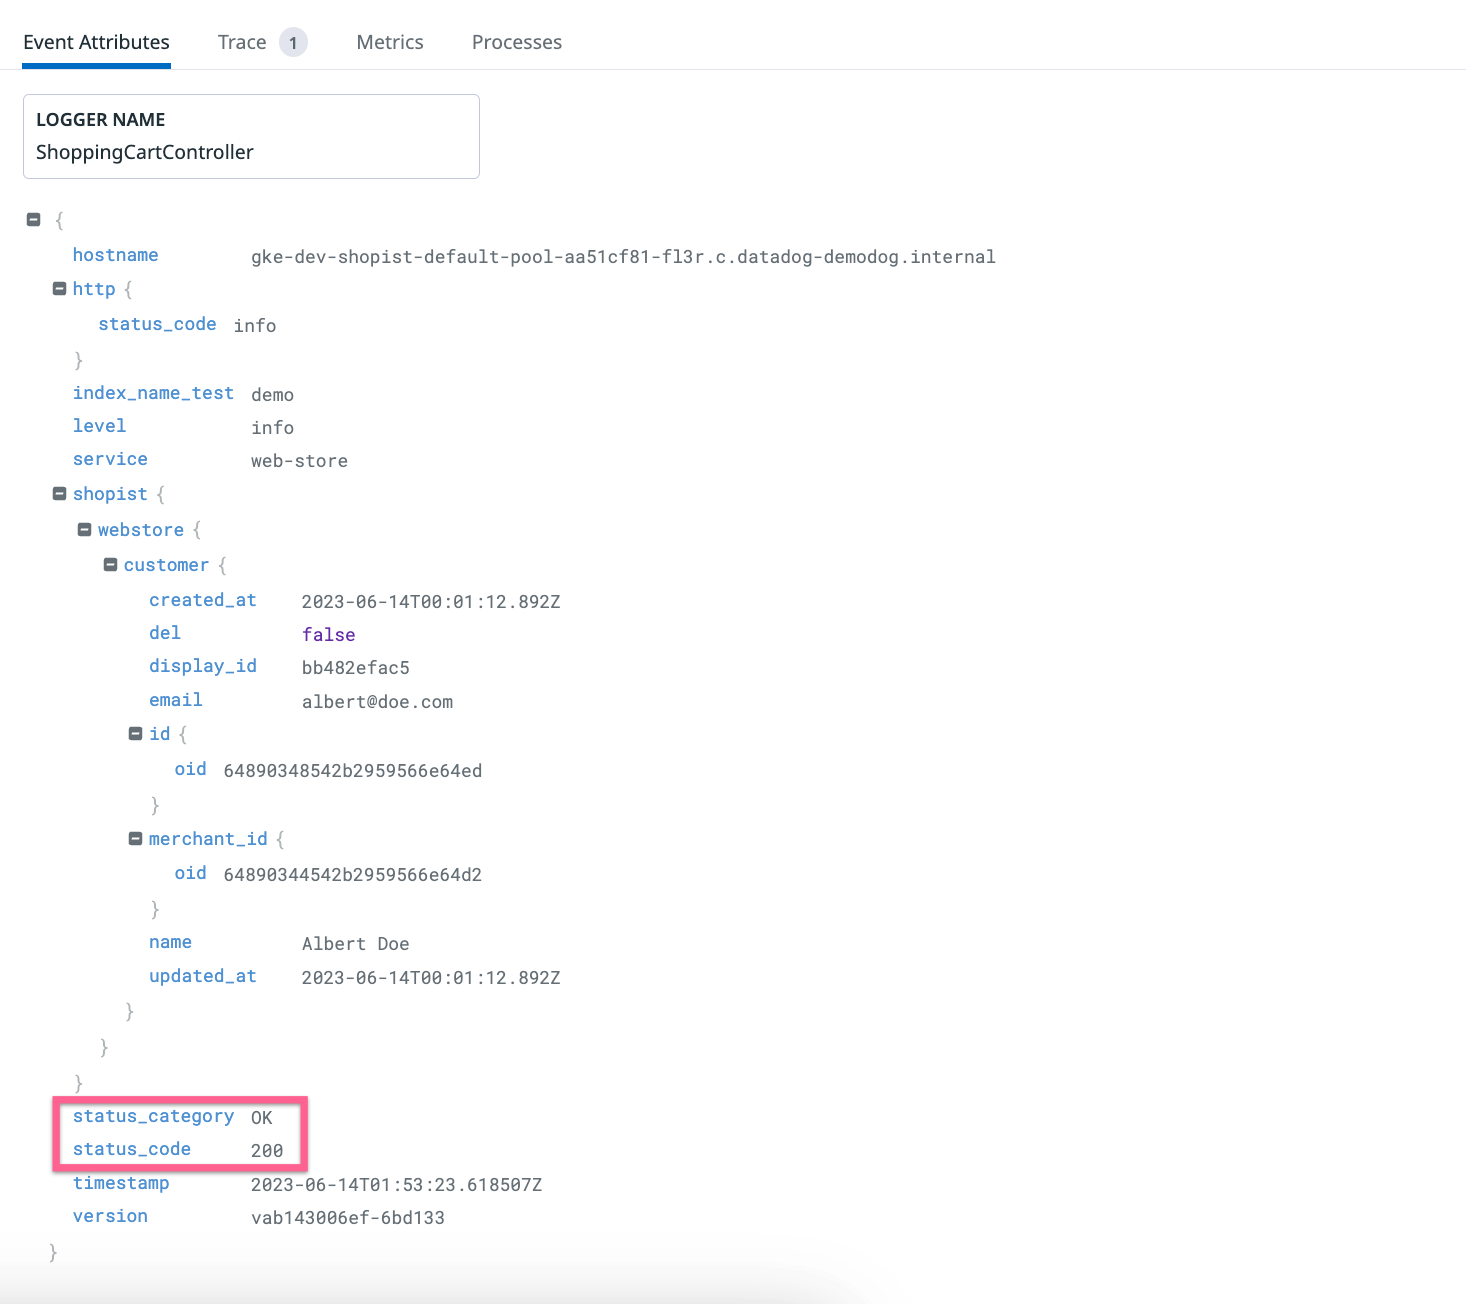 Event Attributes Trace 1 Metrics Processes
LOGGER NAME
ShoppingCartController
{
hostname gke-dev-shopist-default-pool-aa51cf81-fl3r.c.datadog-demodog.internal
http {
status_code info
}
index_name_test demo
level info
service web-store
shopist {
webstore {
customer {
created_at 2023-06-14T00:01:12.892Z
del false
display_id bb482efac5
email albert@doe.com
id {
oid 64890348542b2959566e64ed
}
merchant_id {
oid 64890344542b2959566e64d2
}
name Albert Doe
updated_at 2023-06-14T00:01:12.892Z
}
}
}
status_category OK
status_code 200
timestamp 2023-06-14T01:53:23.618507Z
version vab143006ef-6bd133
}